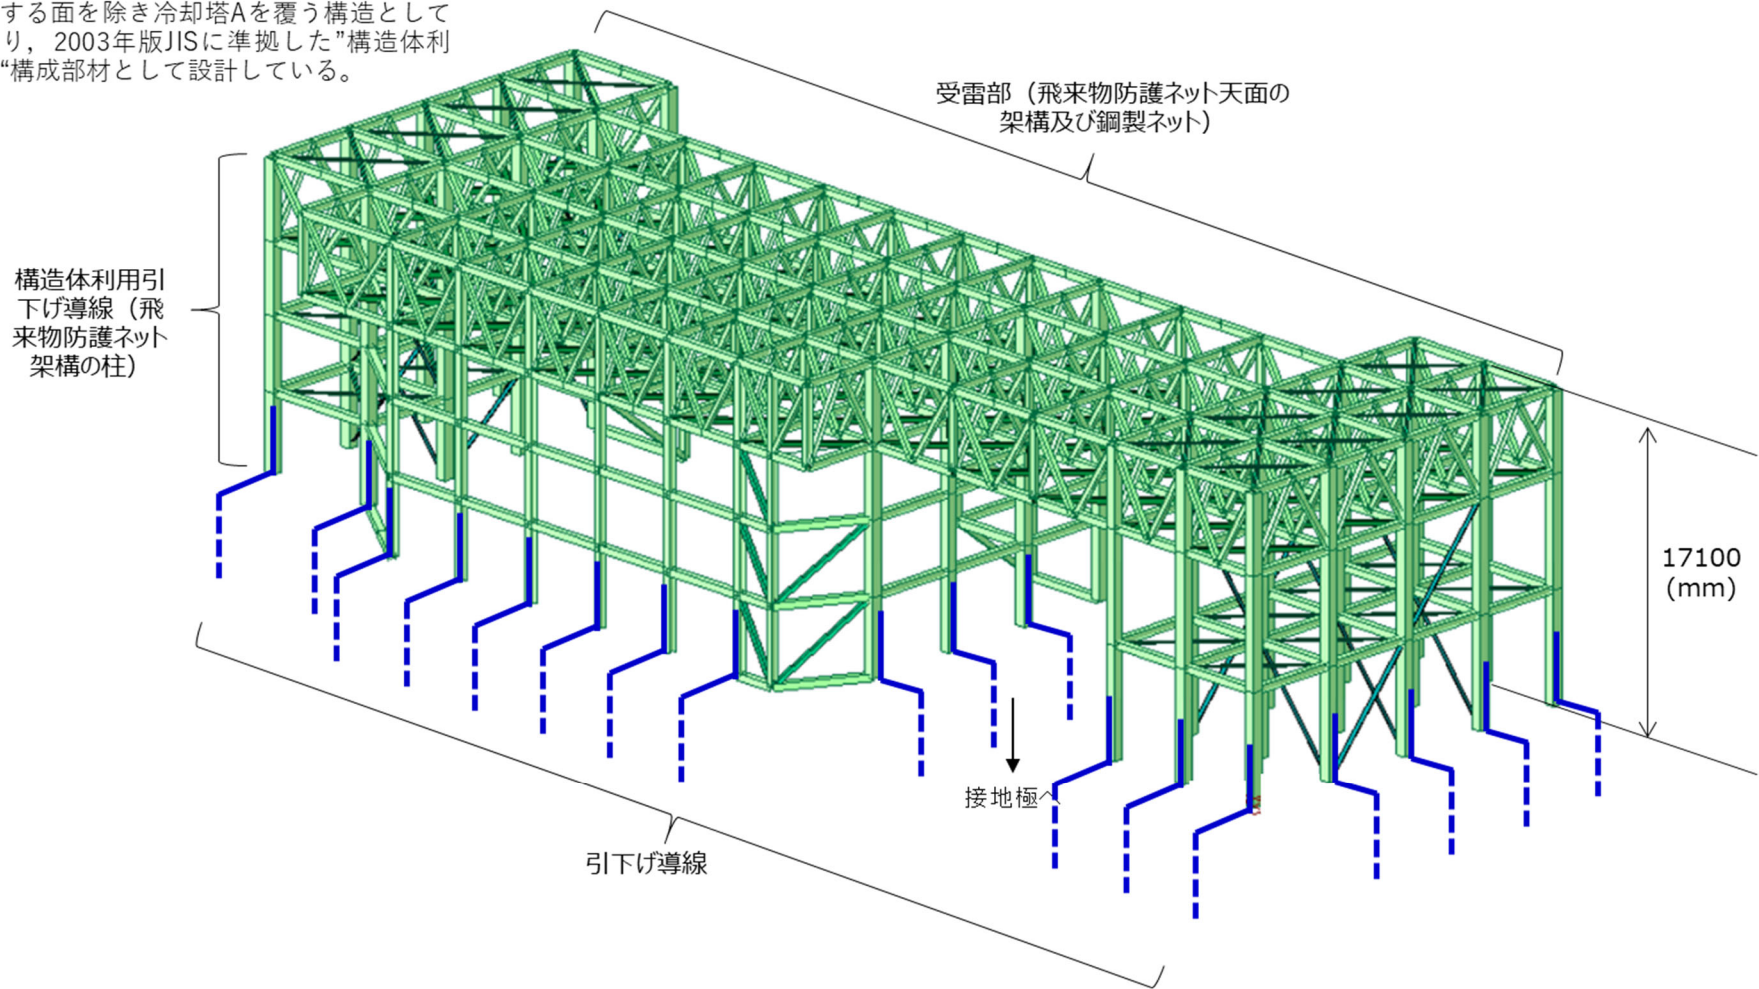 する面を除き冷却塔Aを覆う構造として
り，2003年版JISに準拠した”構造体利
“構成部材として設計している。
受雷部（飛来物防護ネット天面の
架構及び鋼製ネット）
構造体利用引
下げ導線（飛
来物防護ネット
架構の柱）
17100
（mm）
接地極へ
引下げ導線